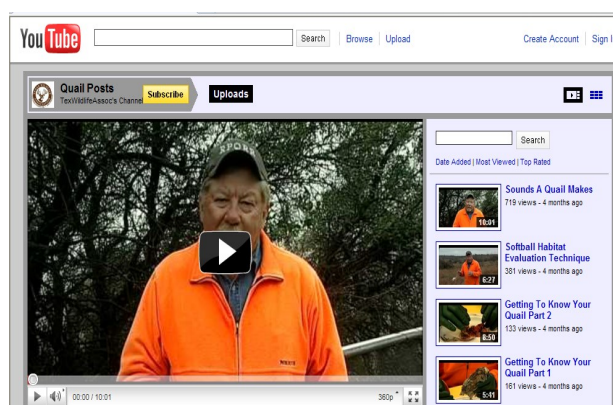 YouTube
Search
Browse
Upload
Create Account
Sign I
Quail Posts
TexWildlifeAssoc's Channel
Subscribe
Uploads
Search
Date Added | Most Viewed | Top Rated
Sounds A Quail Makes
719 views - 4 months ago
10:01
Softball Habitat
Evaluation Technique
381 views - 4 months ago
6:27
Getting To Know Your
Quail Part 2
133 views - 4 months ago
6:50
Getting To Know Your
Quail Part 1
161 views - 4 months ago
5:41
00:00 / 10:01
360p